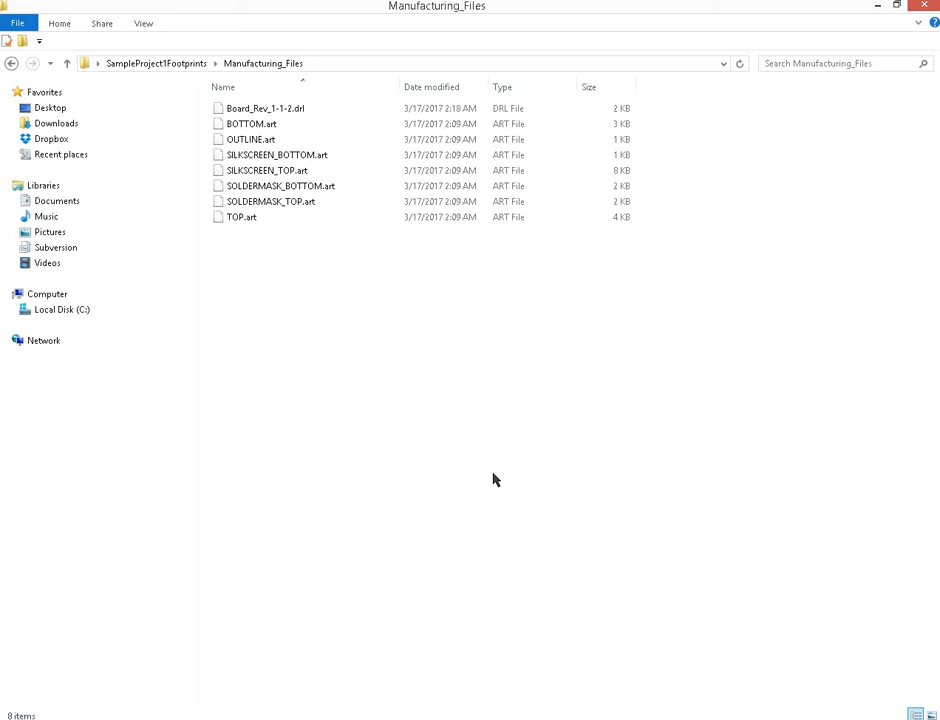 Manufacturing_Files
File Home Share View
SampleProject1Footprints Manufacturing_Files Search Manufacturing_Files
Name Date modified Type Size
Favorites
Desktop
Downloads
Dropbox
Recent places
Libraries
Documents
Music
Pictures
Subversion
Videos
Computer
Local Disk (C:)
Network
Board_Rev_1-1-2.drl 3/17/2017 2:18 AM DRL File 2 KB
BOTTOM.art 3/17/2017 2:09 AM ART File 3 KB
OUTLINE.art 3/17/2017 2:09 AM ART File 1 KB
SILKSCREEN_BOTTOM.art 3/17/2017 2:09 AM ART File 1 KB
SILKSCREEN_TOP.art 3/17/2017 2:09 AM ART File 8 KB
SOLDERMASK_BOTTOM.art 3/17/2017 2:09 AM ART File 2 KB
SOLDERMASK_TOP.art 3/17/2017 2:09 AM ART File 2 KB
TOP.art 3/17/2017 2:09 AM ART File 4 KB
8 items